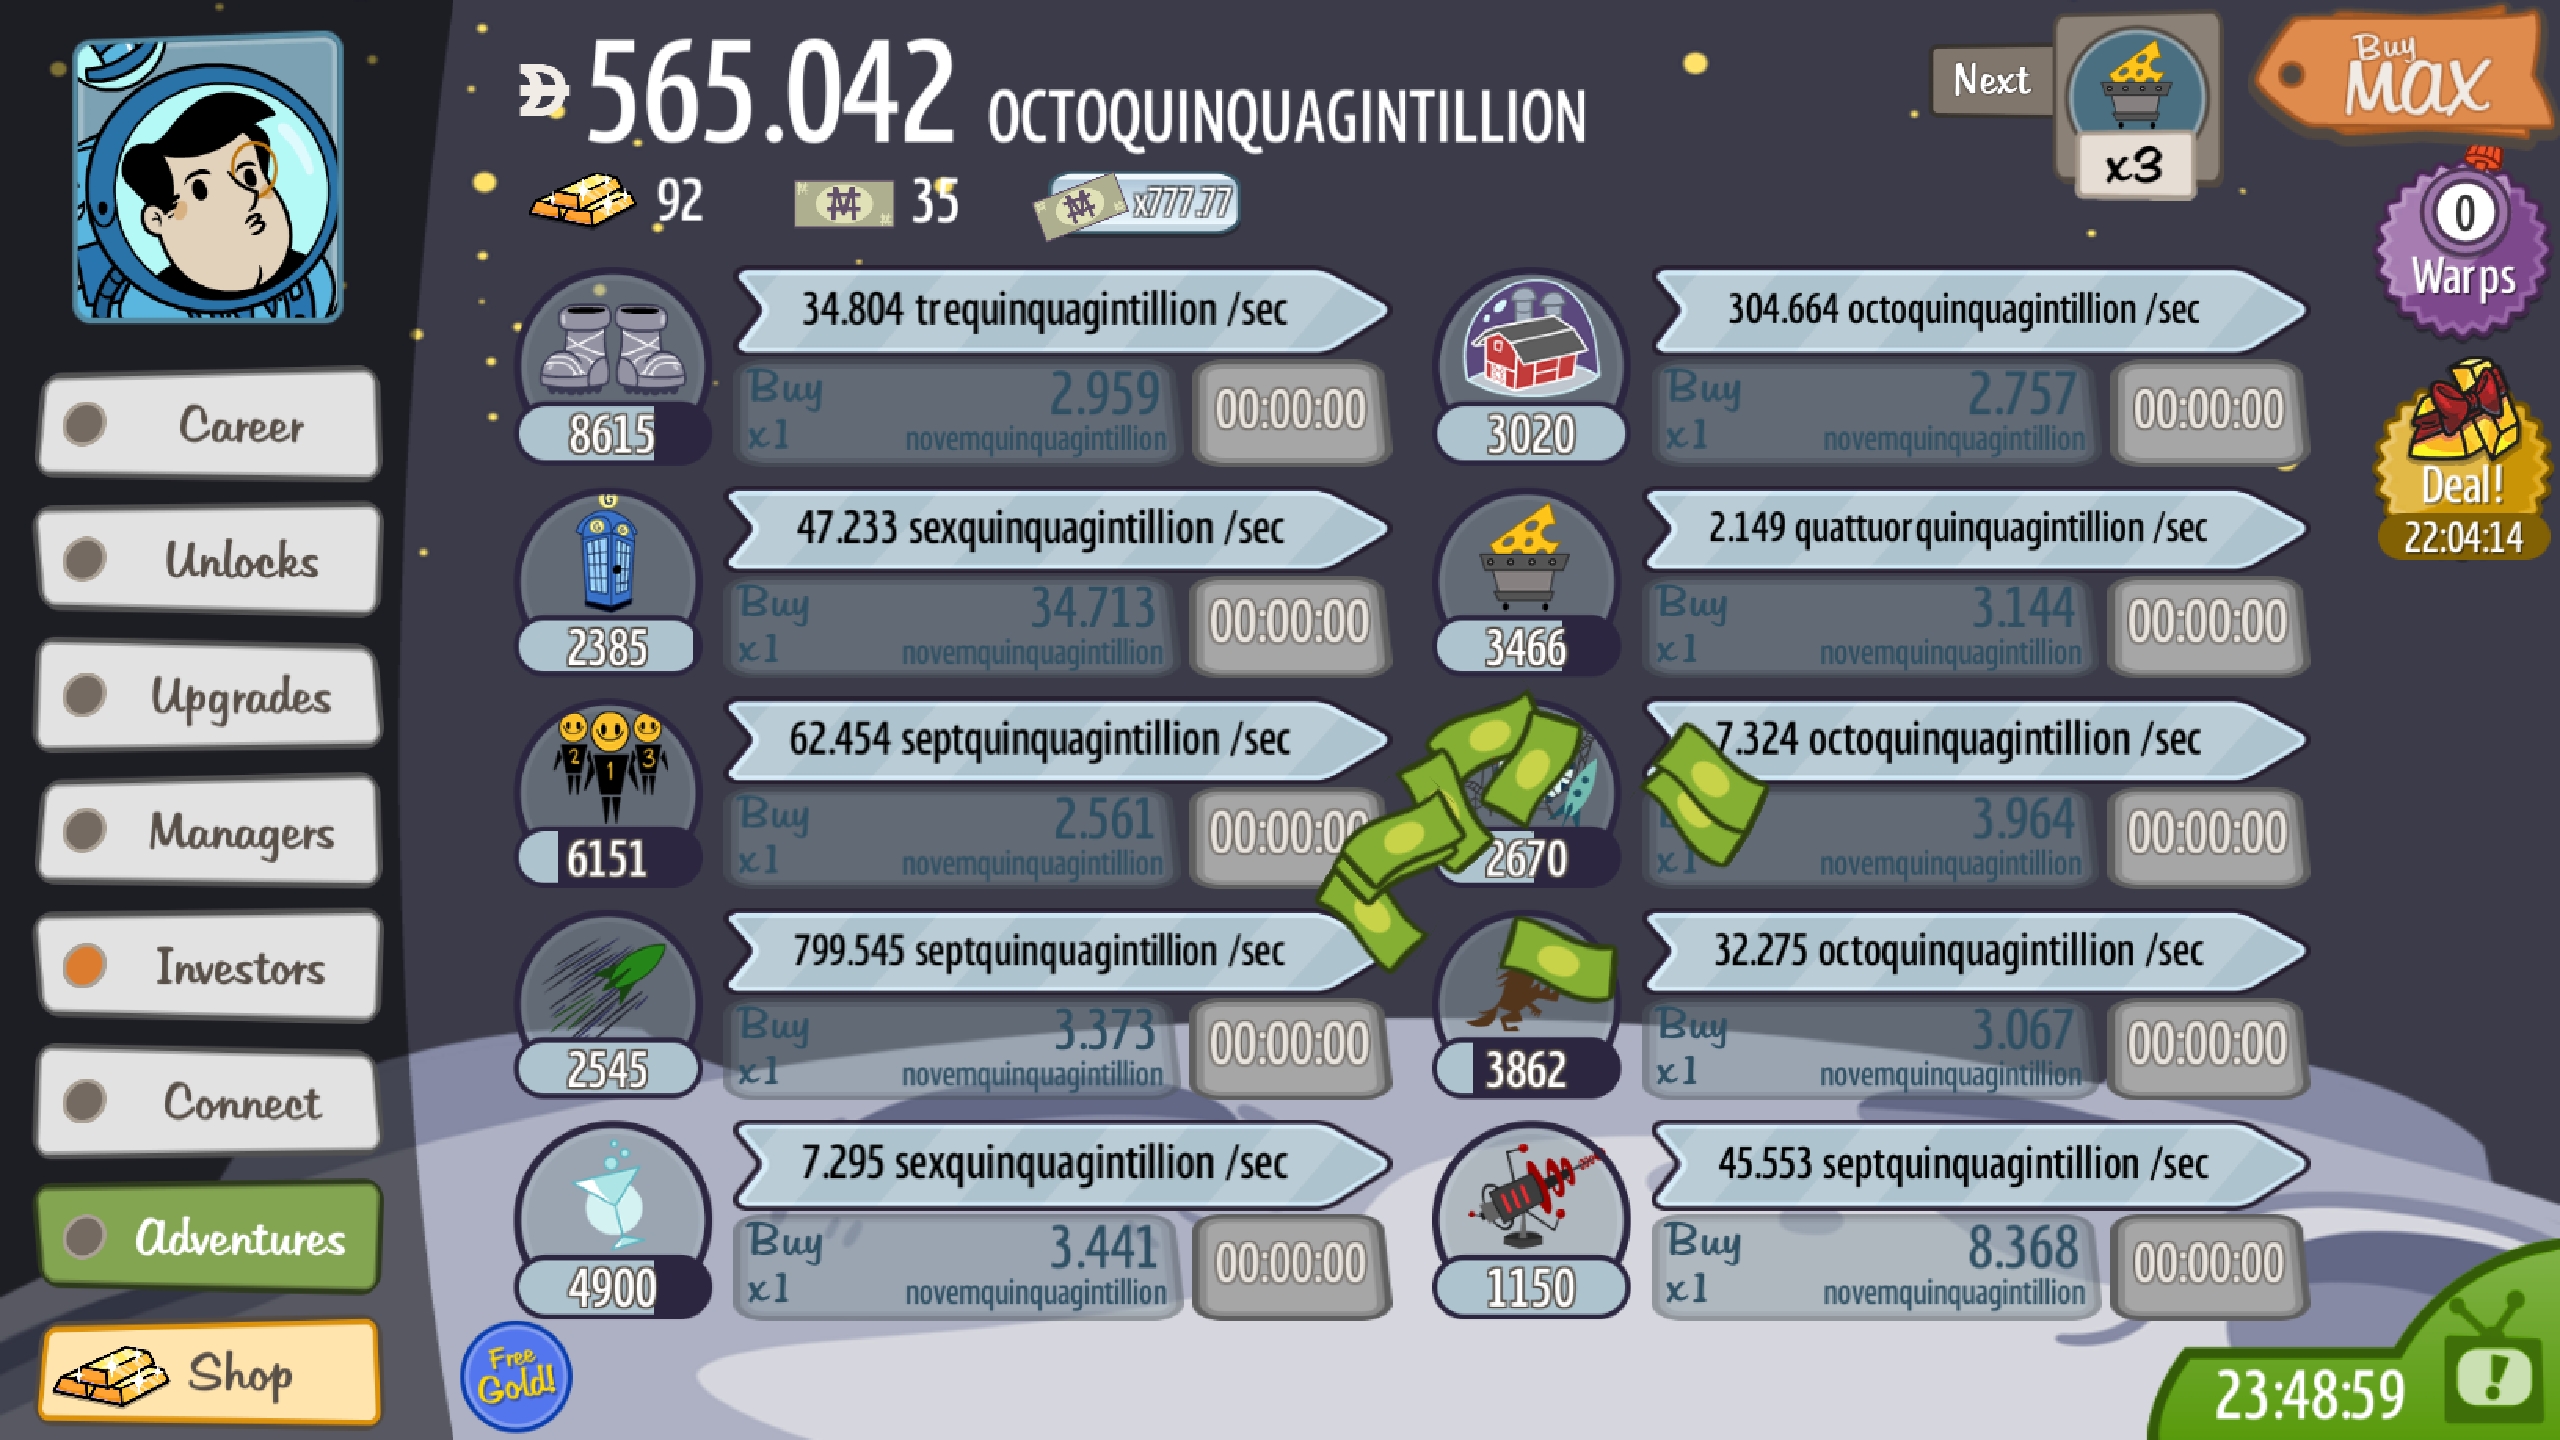 565.042 OCTOQUINQUAGINTILLION
92 35 x777.77
Next
x3
Buy
MAX
0
Warps
Deal!
22:04:14
Career
Unlocks
Upgrades
Managers
Investors
Connect
Adventures
Shop
34.804 trequinquagintillion /sec
Buy 2.959
x1 novemquinquagintillion
00:00:00
8615
304.664 octoquinquagintillion /sec
Buy 2.757
x1 novemquinquagintillion
00:00:00
3020
G
47.233 sexquinquagintillion /sec
Buy 34.713
x1 novemquinquagintillion
00:00:00
2385
2.149 quattuorquinquagintillion /sec
Buy 3.144
x1 novemquinquagintillion
00:00:00
3466
2 1 3
62.454 septquinquagintillion /sec
Buy 2.561
x1 novemquinquagintillion
00:00:00
6151
7.324 octoquinquagintillion /sec
3.964
x1 novemquinquagintillion
00:00:00
2670
799.545 septquinquagintillion /sec
Buy 3.373
x1 novemquinquagintillion
00:00:00
2545
32.275 octoquinquagintillion /sec
Buy 3.067
x1 novemquinquagintillion
00:00:00
3862
7.295 sexquinquagintillion /sec
Buy 3.441
x1 novemquinquagintillion
00:00:00
4900
45.553 septquinquagintillion /sec
Buy 8.368
x1 novemquinquagintillion
00:00:00
1150
Free
Gold!
23:48:59
!